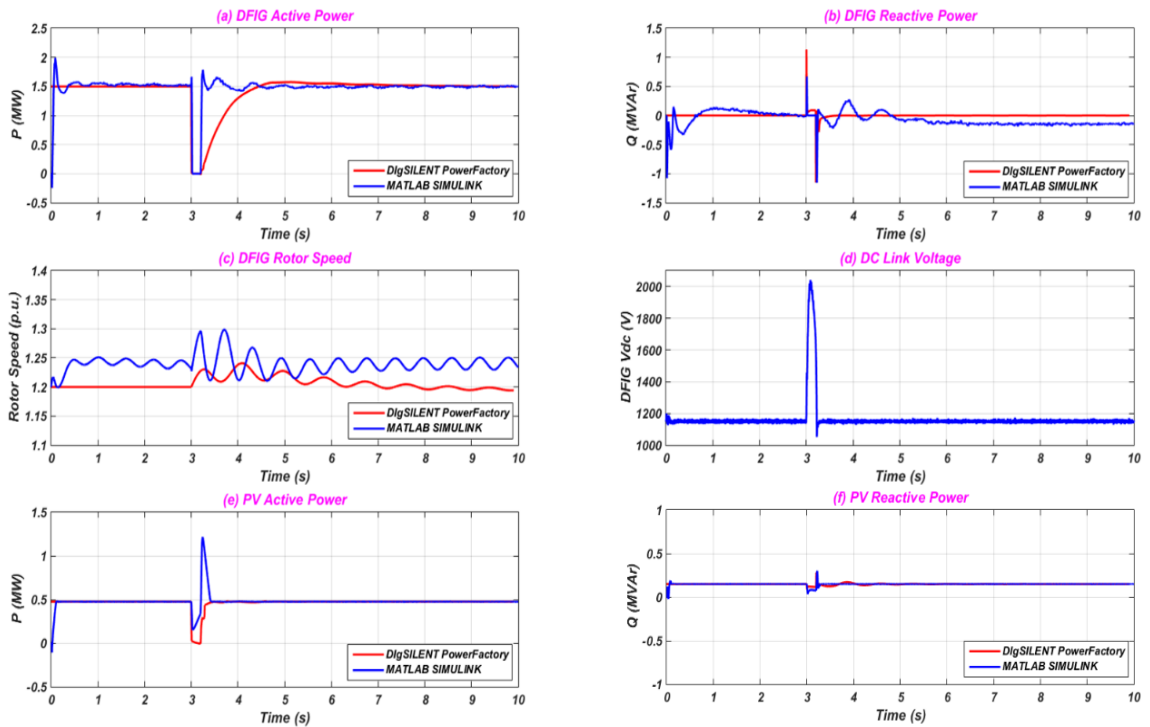 (a) DFIG Active Power
2.5
2
1.5
1
0.5
0
-0.5
P (MW)
DIgSILENT PowerFactory
MATLAB SIMULINK
0 1 2 3 4 5 6 7 8 9 10
Time (s)
(b) DFIG Reactive Power
1.5
1
0.5
0
-0.5
-1
-1.5
Q (MVAr)
DIgSILENT PowerFactory
MATLAB SIMULINK
0 1 2 3 4 5 6 7 8 9 10
Time (s)
(c) DFIG Rotor Speed
1.4
1.35
1.3
1.25
1.2
1.15
1.1
Rotor Speed (p.u.)
DIgSILENT PowerFactory
MATLAB SIMULINK
0 1 2 3 4 5 6 7 8 9 10
Time (s)
(d) DC Link Voltage
2000
1800
1600
1400
1200
1000
DFIG Vdc (V)
0 1 2 3 4 5 6 7 8 9 10
Time (s)
(e) PV Active Power
1.5
1
0.5
0
-0.5
P (MW)
DIgSILENT PowerFactory
MATLAB SIMULINK
0 1 2 3 4 5 6 7 8 9 10
Time (s)
(f) PV Reactive Power
1
0.5
0
-0.5
-1
Q (MVAr)
DIgSILENT PowerFactory
MATLAB SIMULINK
0 1 2 3 4 5 6 7 8 9 10
Time (s)